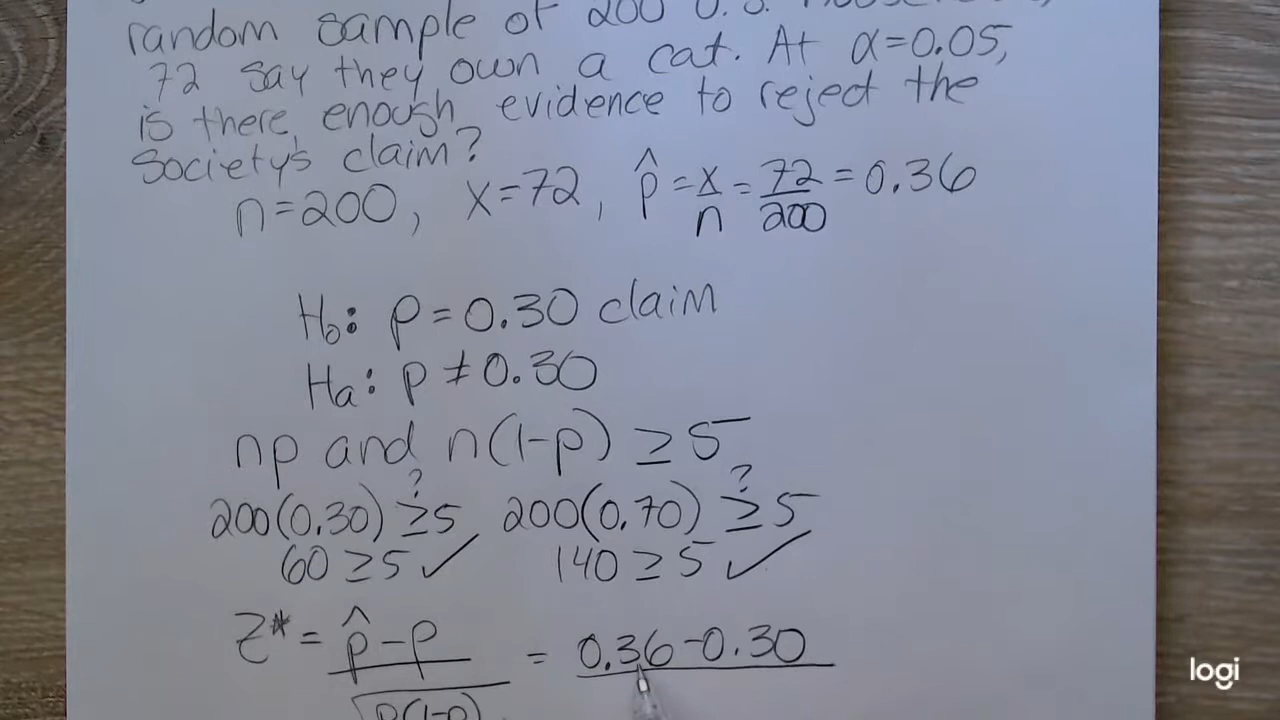 random sample of 200 U.S.
72 say they own a cat. At α=0.05,
is there enough evidence to reject the
Society's claim?
n=200, x=72, p̂ = x/n = 72/200 = 0.36
H₀: p = 0.30 claim
Ha: p ≠ 0.30
np and n(1-p) ≥ 5
200(0.30) ≥? 5 200(0.70) ≥? 5
60 ≥ 5 ✓ 140 ≥ 5 ✓
Z* = p̂ - p = 0.36-0.30
√p(1-p)
logi